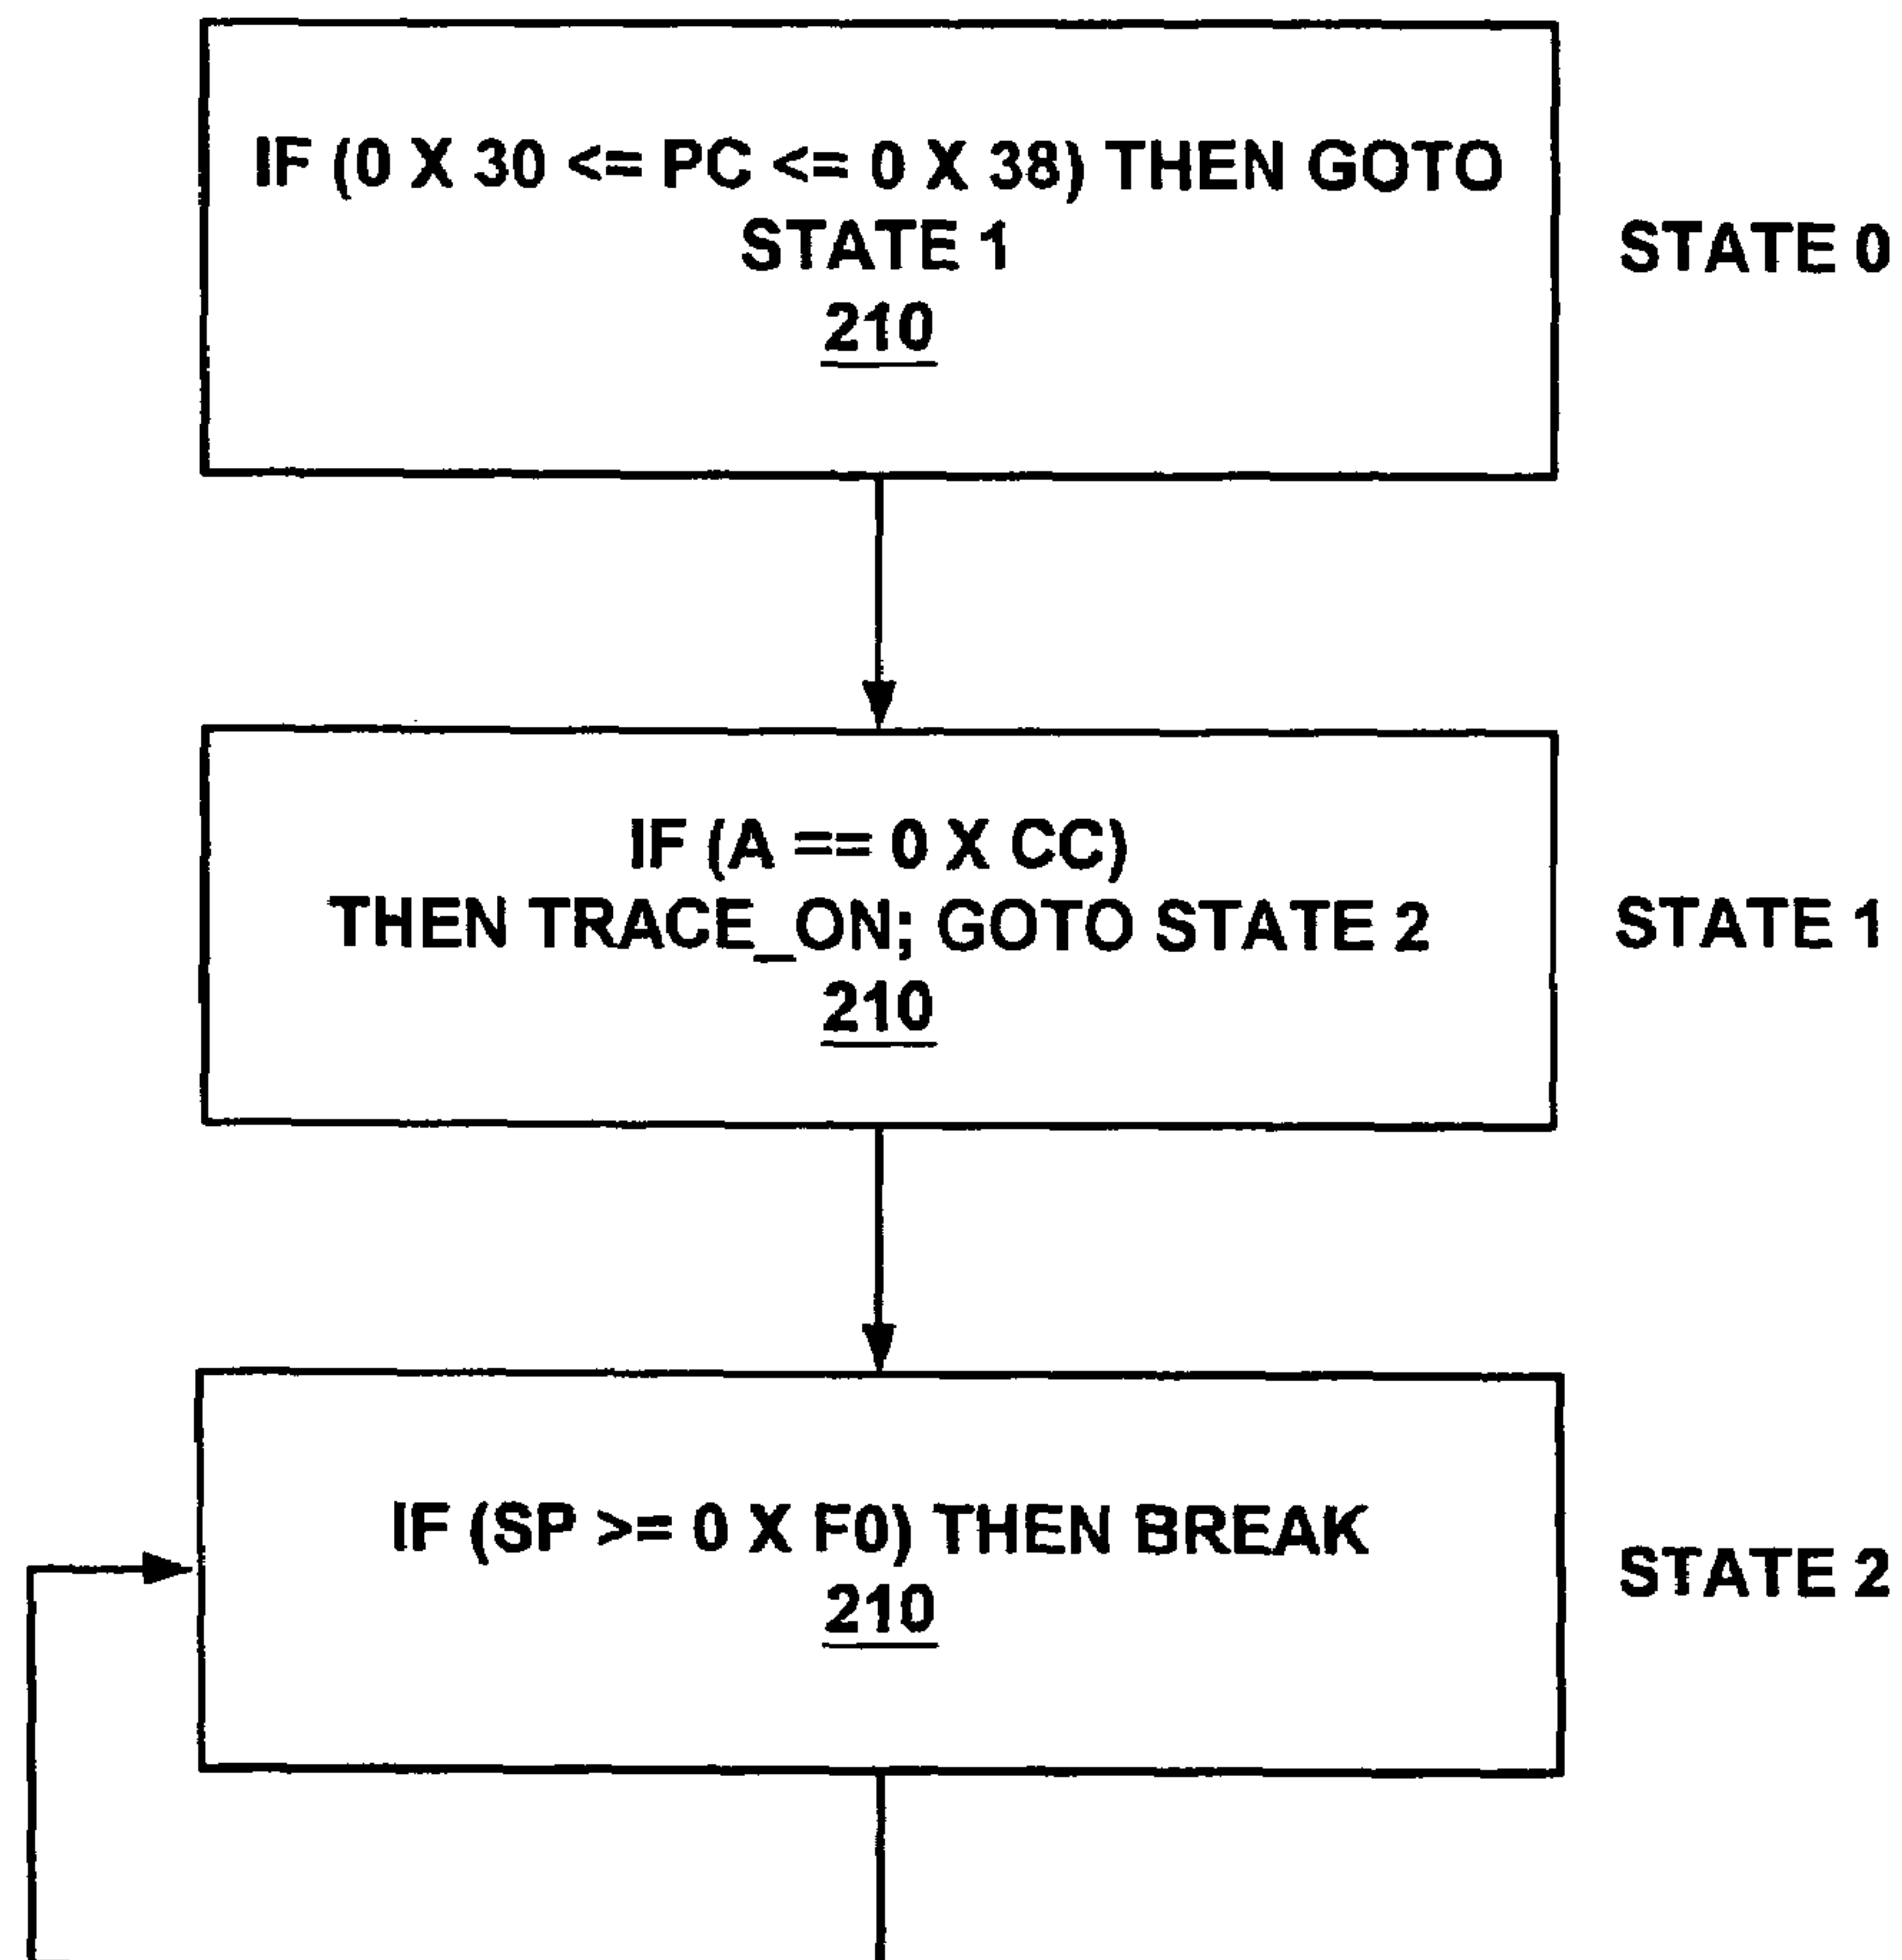 IF (0 X 30 <= PC <= 0 X 38) THEN GOTO
STATE 1
210
STATE 0
IF (A == 0 X CC)
THEN TRACE_ON; GOTO STATE 2
210
STATE 1
IF (SP >= 0 X F0) THEN BREAK
210
STATE 2